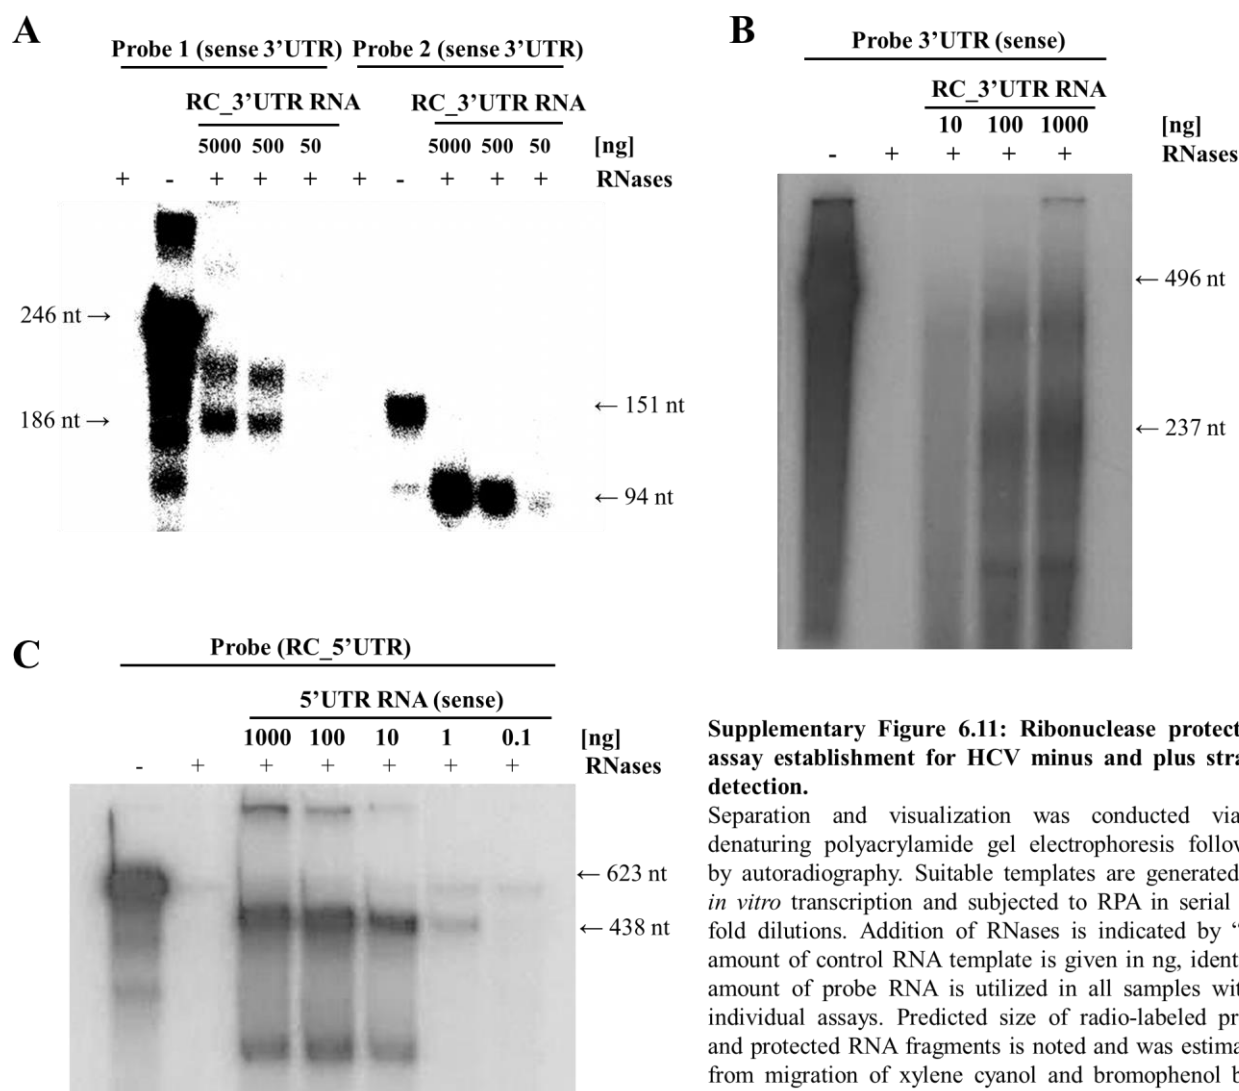 A
Probe 1 (sense 3’UTR) Probe 2 (sense 3’UTR)
RC_3’UTR RNA RC_3’UTR RNA
5000 500 50 5000 500 50 [ng]
+ - + + + + - + + + RNases
246 nt →
186 nt →
← 151 nt
← 94 nt
B
Probe 3’UTR (sense)
RC_3’UTR RNA
10 100 1000 [ng]
- + + + + RNases
← 496 nt
← 237 nt
C
Probe (RC_5’UTR)
5’UTR RNA (sense)
1000 100 10 1 0.1 [ng]
- + + + + + + RNases
← 623 nt
← 438 nt
Supplementary Figure 6.11: Ribonuclease protect
assay establishment for HCV minus and plus stra
detection.
Separation and visualization was conducted via
denaturing polyacrylamide gel electrophoresis follow
by autoradiography. Suitable templates are generated
in vitro transcription and subjected to RPA in serial
fold dilutions. Addition of RNases is indicated by “
amount of control RNA template is given in ng, ident
amount of probe RNA is utilized in all samples wit
individual assays. Predicted size of radio-labeled pr
and protected RNA fragments is noted and was estima
from migration of xylene cyanol and bromophenol b